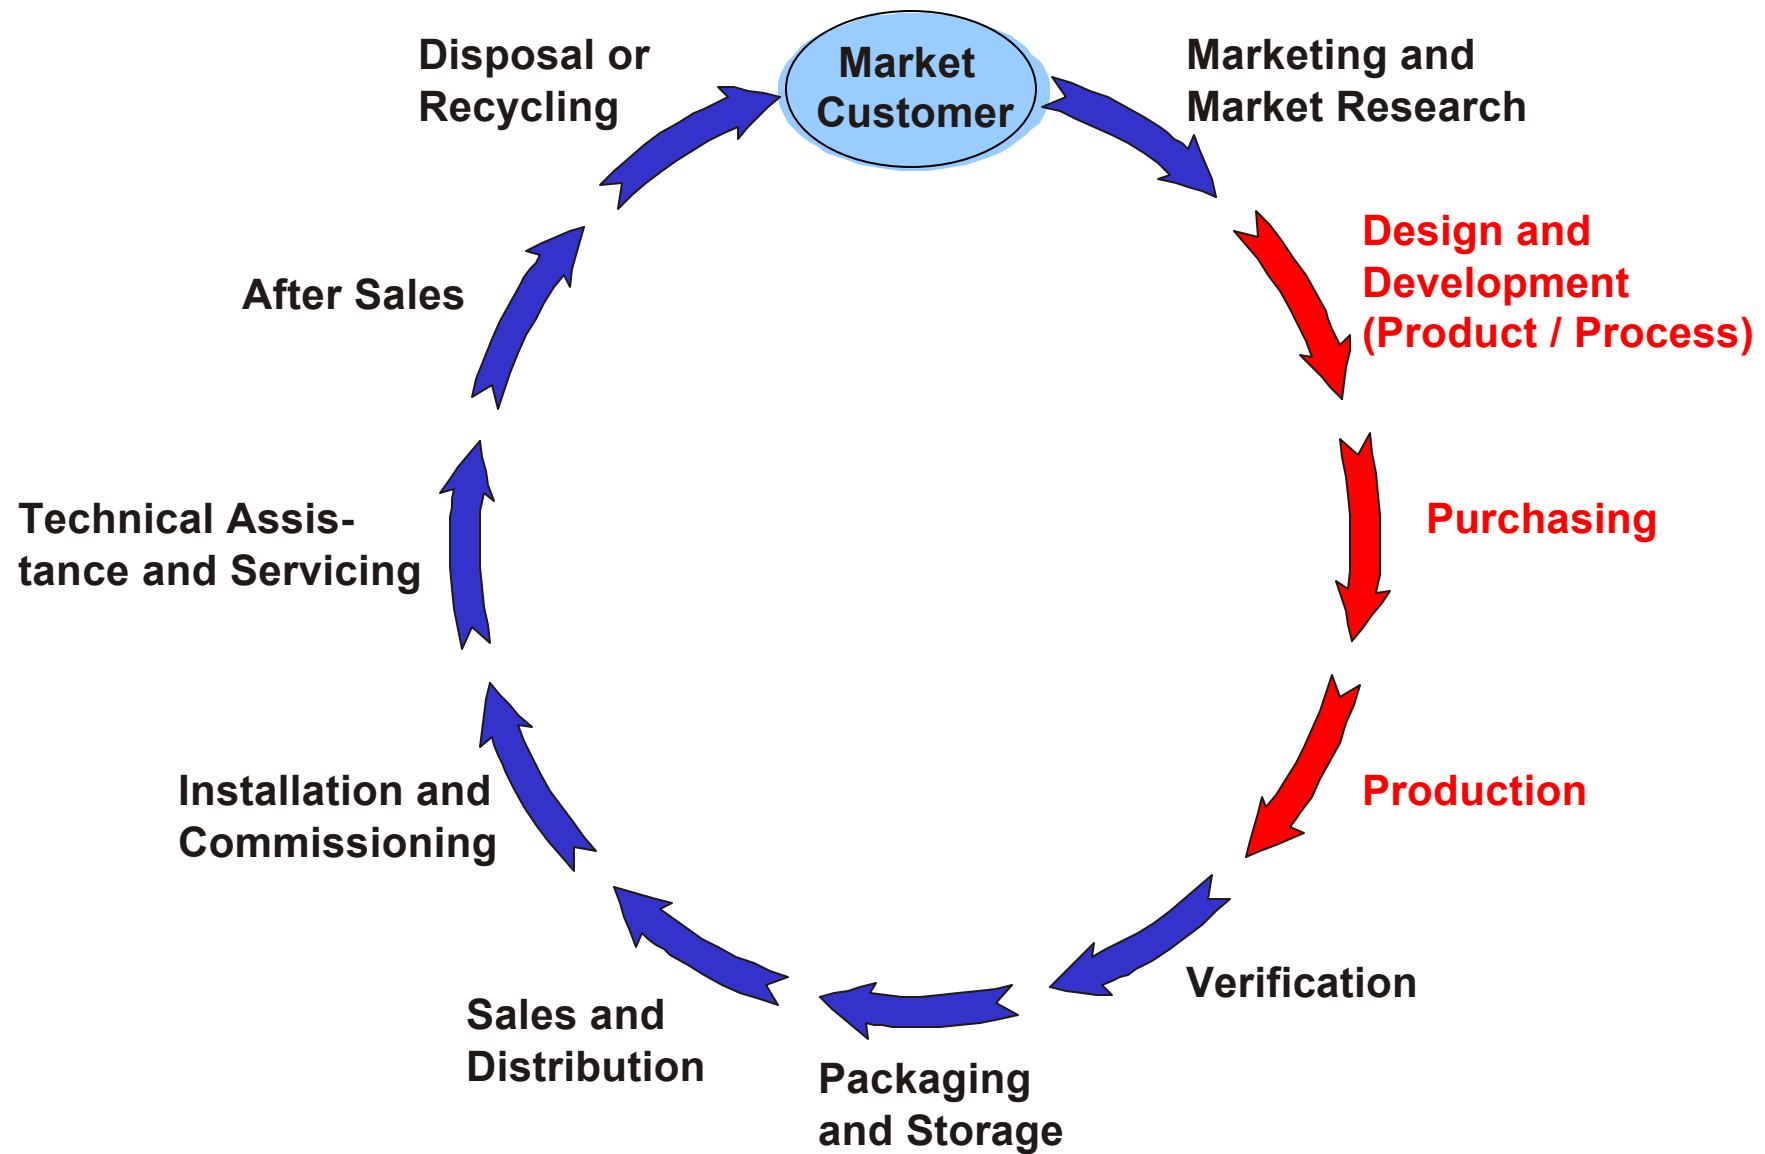 Market
Customer
Marketing and
Market Research
Design and
Development
(Product / Process)
Purchasing
Production
Verification
Packaging
and Storage
Sales and
Distribution
Installation and
Commissioning
Technical Assis-
tance and Servicing
After Sales
Disposal or
Recycling